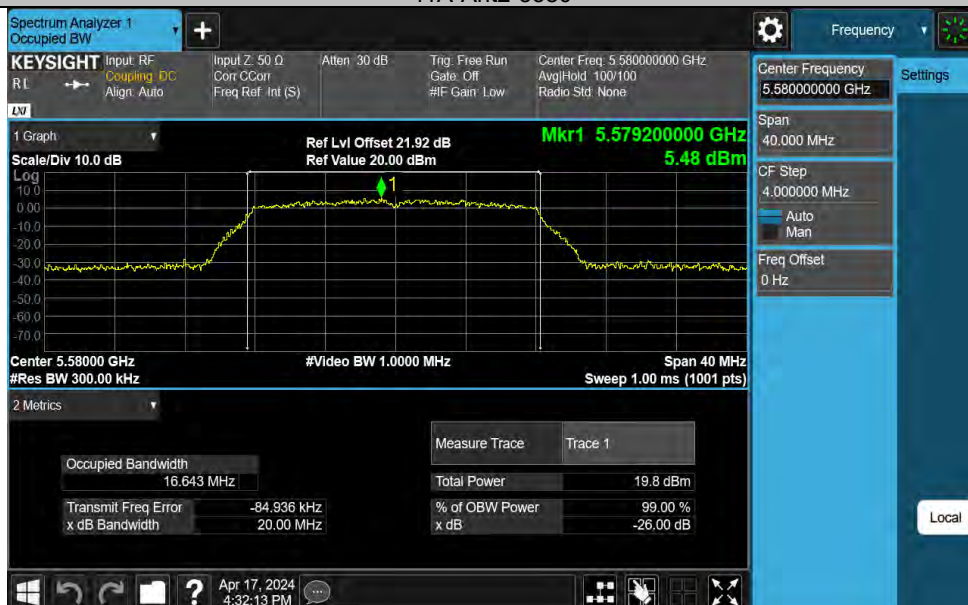 Spectrum Analyzer 1
Occupied BW
+
Frequency
KEYSIGHT
RL
LXI
Input: RF
Coupling: DC
Align: Auto
Input Z: 50 Ω
Corr CCorr
Freq Ref: Int (S)
Atten: 30 dB
Trig: Free Run
Gate: Off
#IF Gain: Low
Center Freq: 5.580000000 GHz
Avg|Hold: 100/100
Radio Std: None
Center Frequency
5.580000000 GHz
Settings
Span
40.000 MHz
CF Step
4.000000 MHz
Auto
Man
Freq Offset
0 Hz
1 Graph
Scale/Div 10.0 dB
Ref Lvl Offset 21.92 dB
Ref Value 20.00 dBm
Mkr1 5.579200000 GHz
5.48 dBm
Log
10.0
0.00
-10.0
-20.0
-30.0
-40.0
-50.0
-60.0
-70.0
1
Center 5.58000 GHz
#Res BW 300.00 kHz
#Video BW 1.0000 MHz
Span 40 MHz
Sweep 1.00 ms (1001 pts)
2 Metrics
Occupied Bandwidth
16.643 MHz
Transmit Freq Error -84.936 kHz
x dB Bandwidth 20.00 MHz
Measure Trace Trace 1
Total Power 19.8 dBm
% of OBW Power 99.00 %
x dB -26.00 dB
Local
?
Apr 17, 2024
4:32:13 PM